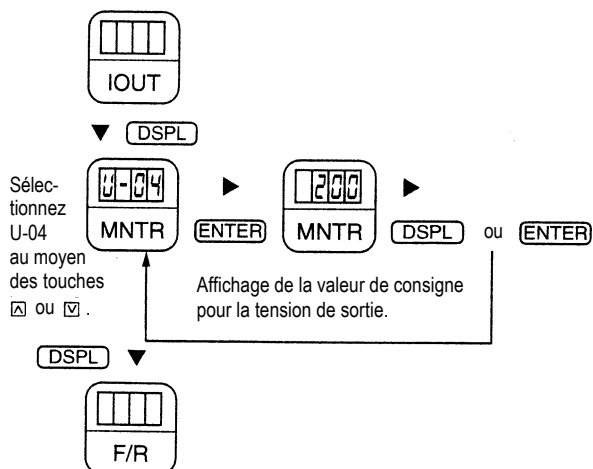 IOUT
▼ DSPL
Sélec-
tionnez
U-04
au moyen
des touches
∧ ou ∨ .
U-04
MNTR
▶
ENTER
200
MNTR
▶
DSPL ou ENTER
Affichage de la valeur de consigne
pour la tension de sortie.
DSPL ▼
F/R